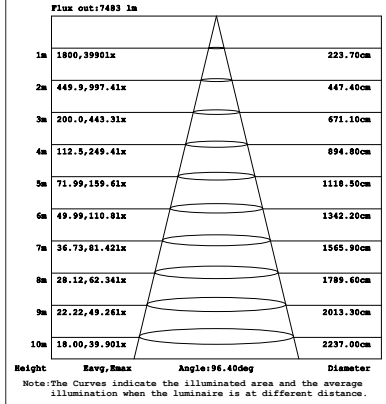 Flux out:7483 lm
1m 1800,3990lx 223.70cm
2m 449.9,997.4lx 447.40cm
3m 200.0,443.3lx 671.10cm
4m 112.5,249.4lx 894.80cm
5m 71.99,159.6lx 1118.50cm
6m 49.99,110.8lx 1342.20cm
7m 36.73,81.42lx 1565.90cm
8m 28.12,62.34lx 1789.60cm
9m 22.22,49.26lx 2013.30cm
10m 18.00,39.90lx 2237.00cm
Height Eavg,Emax Angle:96.40deg Diameter
Note:The Curves indicate the illuminated area and the average
illumination when the luminaire is at different distance.